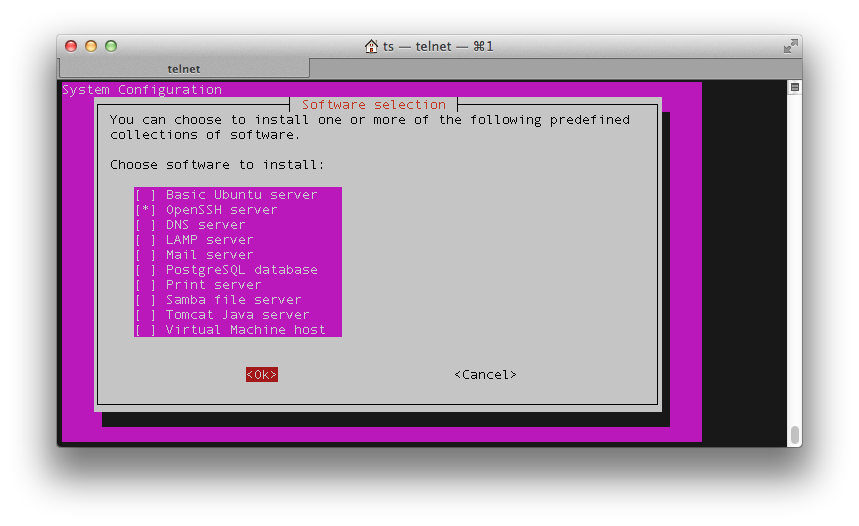 ts — telnet — ⌘1
telnet
System Configuration
Software selection
You can choose to install one or more of the following predefined
collections of software.
Choose software to install:
[ ] Basic Ubuntu server
[*] OpenSSH server
[ ] DNS server
[ ] LAMP server
[ ] Mail server
[ ] PostgreSQL database
[ ] Print server
[ ] Samba file server
[ ] Tomcat Java server
[ ] Virtual Machine host
<Ok> <Cancel>